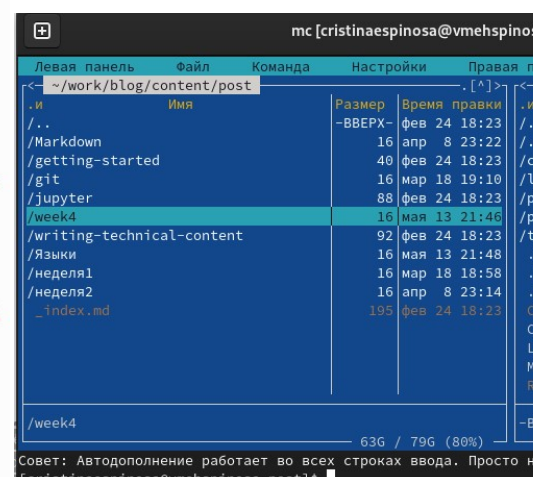 mc [cristinaespinosa@vmehspinos
Левая панель Файл Команда Настройки Правая п
<- ~/work/blog/content/post .[^]>
.и Имя Размер Время правки .и
/.. -ВВЕРХ- фев 24 18:23 /.
/Markdown 16 апр 8 23:22 /.
/getting-started 40 фев 24 18:23 /c
/git 16 мар 18 19:10 /l
/jupyter 88 фев 24 18:23 /p
/week4 16 мая 13 21:46 /p
/writing-technical-content 92 фев 24 18:23 /t
/Языки 16 мая 13 21:48 .
/неделя1 16 мар 18 18:58 .
/неделя2 16 апр 8 23:14 .
_index.md 195 фев 24 18:23
/week4
63G / 79G (80%)
Совет: Автодополнение работает во всех строках ввода. Просто н